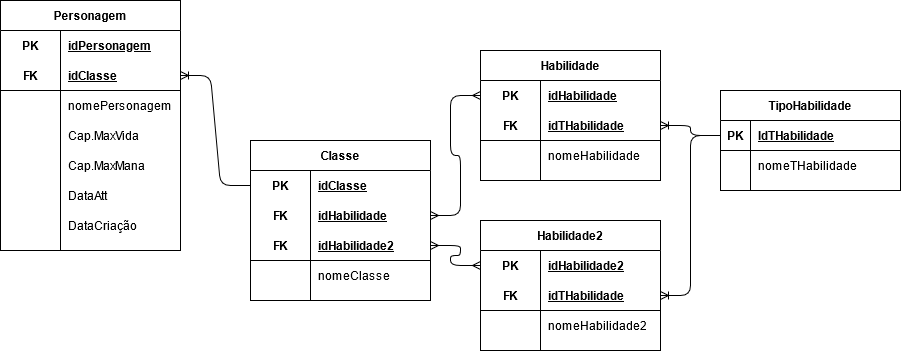 Personagem
PK idPersonagem
FK idClasse
nomePersonagem
Cap.MaxVida
Cap.MaxMana
DataAtt
DataCriação
Classe
PK idClasse
FK idHabilidade
FK idHabilidade2
nomeClasse
Habilidade
PK idHabilidade
FK idTHabilidade
nomeHabilidade
Habilidade2
PK idHabilidade2
FK idTHabilidade
nomeHabilidade2
TipoHabilidade
PK IdTHabilidade
nomeTHabilidade